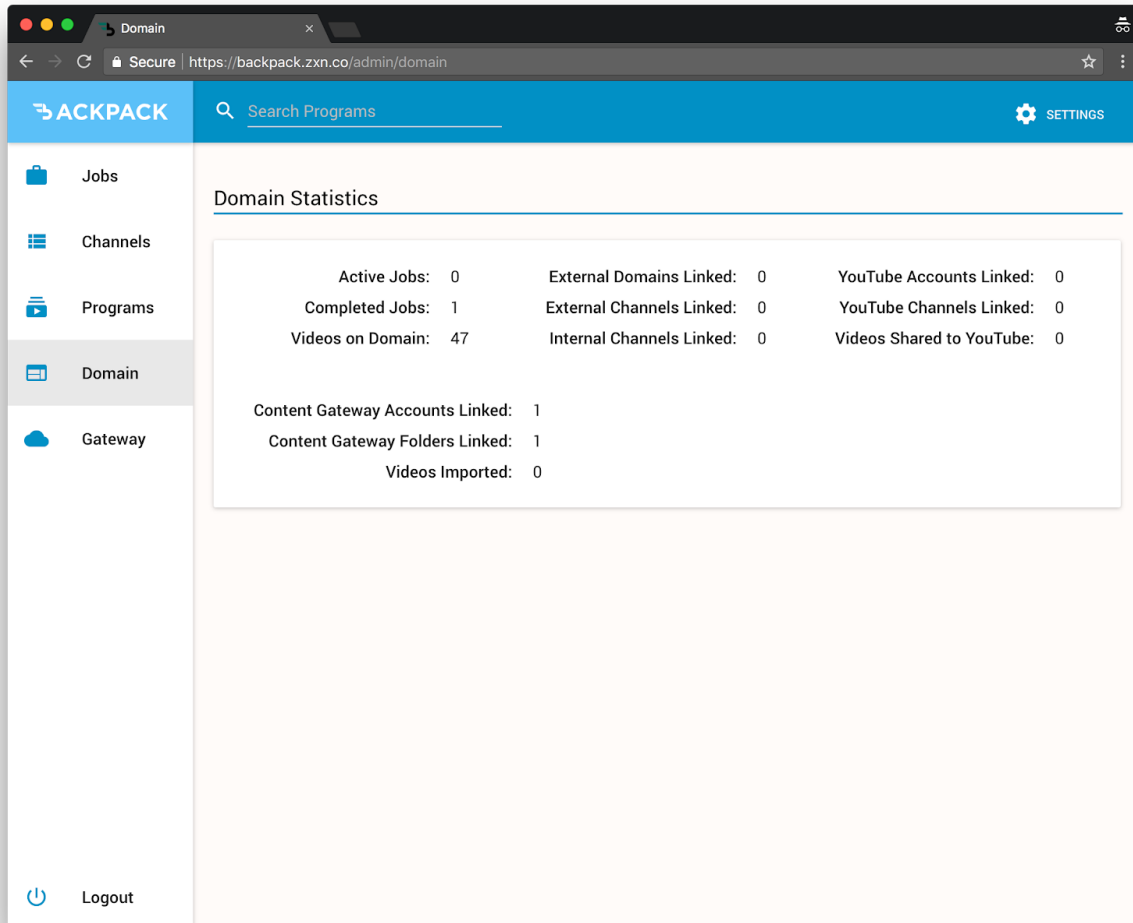 Domain
Secure https://backpack.zxn.co/admin/domain
BACKPACK
Search Programs
SETTINGS
Jobs
Channels
Programs
Domain
Gateway
Logout
Domain Statistics
Active Jobs: 0
Completed Jobs: 1
Videos on Domain: 47
External Domains Linked: 0
External Channels Linked: 0
Internal Channels Linked: 0
YouTube Accounts Linked: 0
YouTube Channels Linked: 0
Videos Shared to YouTube: 0
Content Gateway Accounts Linked: 1
Content Gateway Folders Linked: 1
Videos Imported: 0